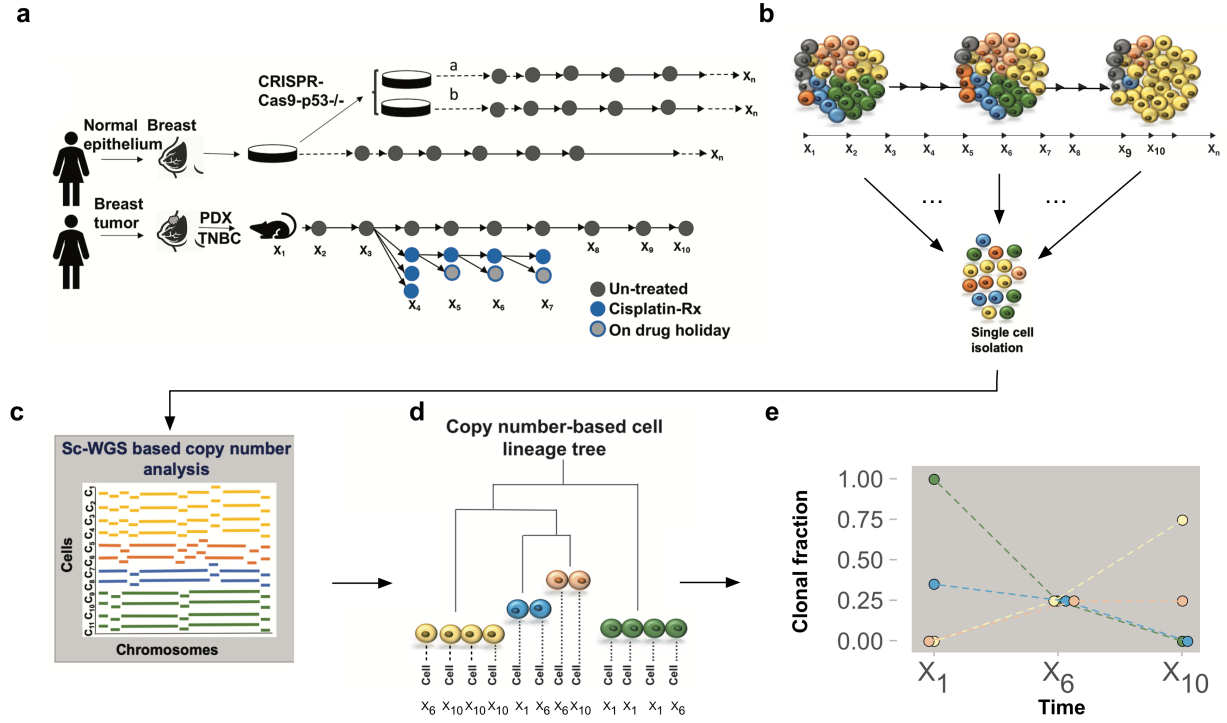 a
CRISPR-
Cas9-p53-/-
a
Xn
b
Xn
Normal
epithelium
Breast
Xn
Breast
tumor
PDX
TNBC
X1
X2
X3
X4
X5
X6
X7
X8
X9
X10
Un-treated
Cisplatin-Rx
On drug holiday
b
X1 X2 X3 X4 X5 X6 X7 X8 X9 X10 Xn
...
...
Single cell
isolation
c
Sc-WGS based copy number
analysis
Cells
C1
C2
C3
C4
C5
C6
C7
C8
C9
C10
C11
Chromosomes
d
Copy number-based cell
lineage tree
Cell Cell Cell Cell Cell Cell Cell Cell Cell Cell Cell Cell
X6 X10 X10 X10 X1 X6 X6 X10 X1 X1 X1 X6
e
Clonal fraction
1.00
0.75
0.50
0.25
0.00
X1 X6 X10
Time